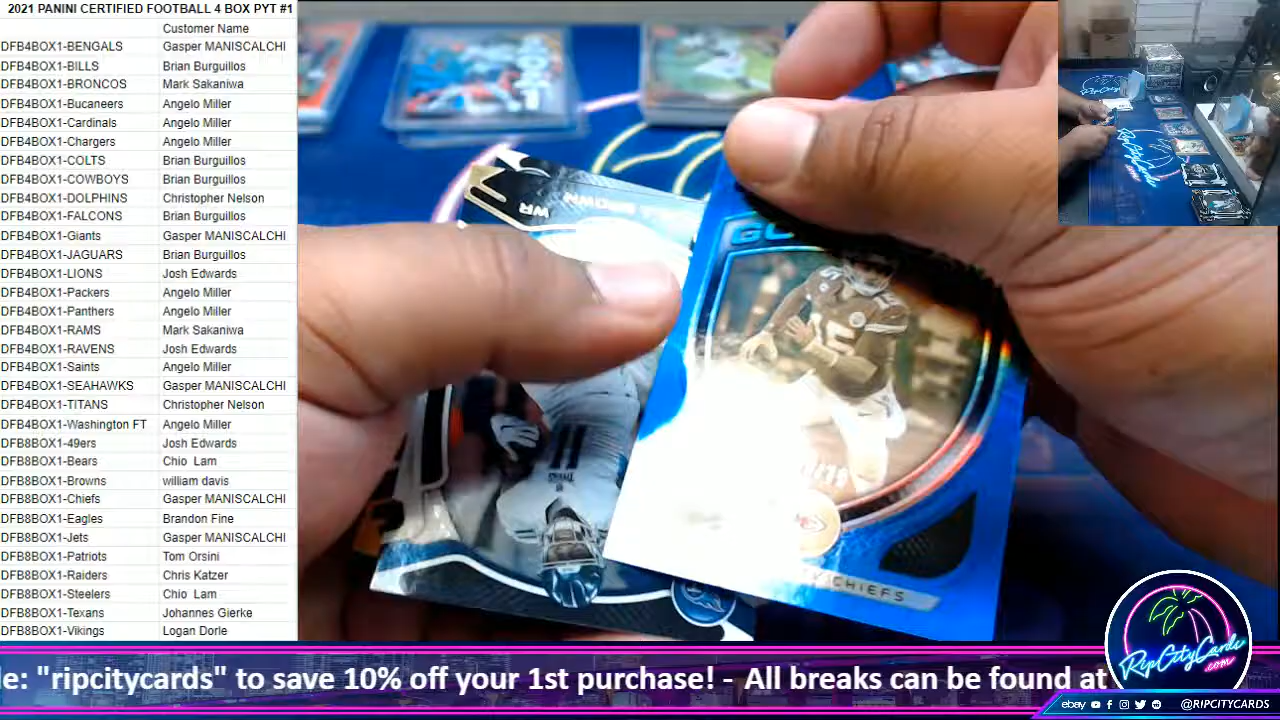 2021 PANINI CERTIFIED FOOTBALL 4 BOX PYT #1
Customer Name
DFB4BOX1-BENGALS Gasper MANISCALCHI
DFB4BOX1-BILLS Brian Burguillos
DFB4BOX1-BRONCOS Mark Sakaniwa
DFB4BOX1-Bucaneers Angelo Miller
DFB4BOX1-Cardinals Angelo Miller
DFB4BOX1-Chargers Angelo Miller
DFB4BOX1-COLTS Brian Burguillos
DFB4BOX1-COWBOYS Brian Burguillos
DFB4BOX1-DOLPHINS Christopher Nelson
DFB4BOX1-FALCONS Brian Burguillos
DFB4BOX1-Giants Gasper MANISCALCHI
DFB4BOX1-JAGUARS Brian Burguillos
DFB4BOX1-LIONS Josh Edwards
DFB4BOX1-Packers Angelo Miller
DFB4BOX1-Panthers Angelo Miller
DFB4BOX1-RAMS Mark Sakaniwa
DFB4BOX1-RAVENS Josh Edwards
DFB4BOX1-Saints Angelo Miller
DFB4BOX1-SEAHAWKS Gasper MANISCALCHI
DFB4BOX1-TITANS Christopher Nelson
DFB4BOX1-Washington FT Angelo Miller
DFB8BOX1-49ers Josh Edwards
DFB8BOX1-Bears Chio Lam
DFB8BOX1-Browns william davis
DFB8BOX1-Chiefs Gasper MANISCALCHI
DFB8BOX1-Eagles Brandon Fine
DFB8BOX1-Jets Gasper MANISCALCHI
DFB8BOX1-Patriots Tom Orsini
DFB8BOX1-Raiders Chris Katzer
DFB8BOX1-Steelers Chio Lam
DFB8BOX1-Texans Johannes Gierke
DFB8BOX1-Vikings Logan Dorle
WR
BROWN
15
CHIEFS
"ripcitycards" to save 10% off your 1st purchase! - All breaks can be found at
RipCityCards
.com
ebay @RIPCITYCARDS